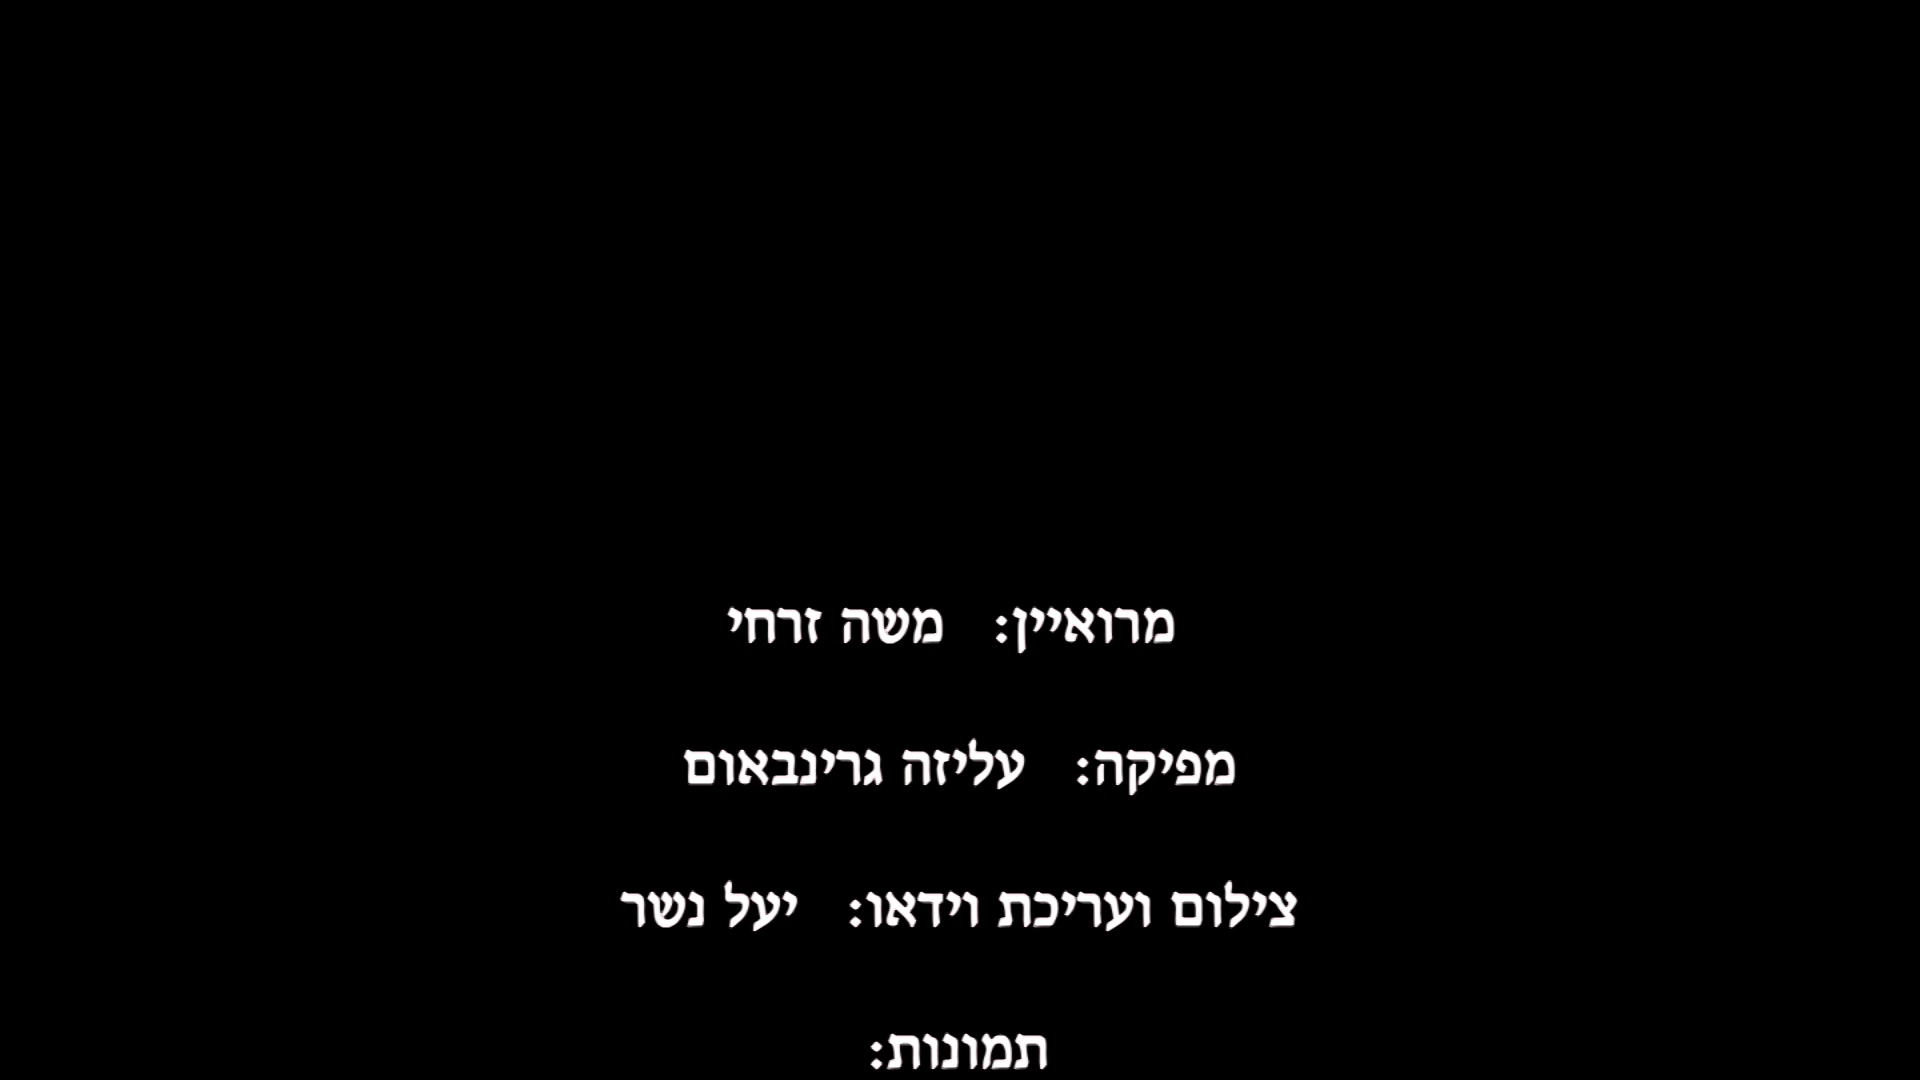 מרואיין: משה זרחי
מפיקה: עליזה גרינבאום
צילום ועריכת וידאו: יעל נשר
תמונות: